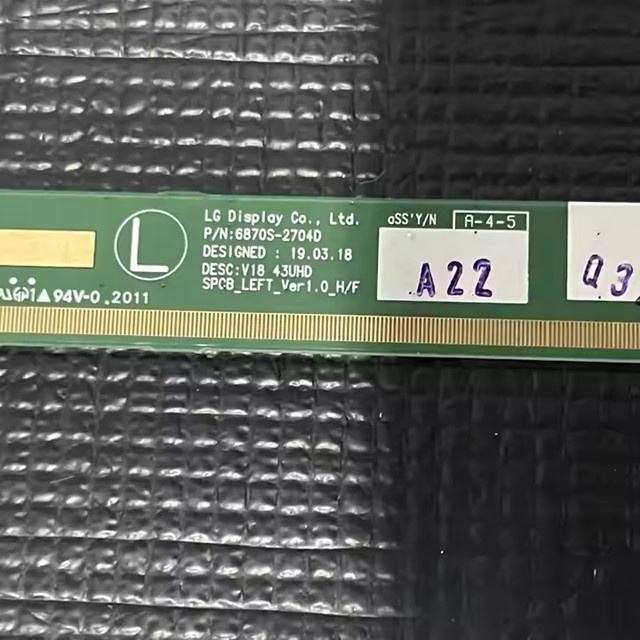 L
LG Display Co., Ltd.
P/N:6870S-2704D
DESIGNED : 19.03.18
DESC:V18 43UHD
SPCB_LEFT_Ver1.0_H/F
aSS'Y/N
A-4-5
A22
Q3
94V-0 .2011